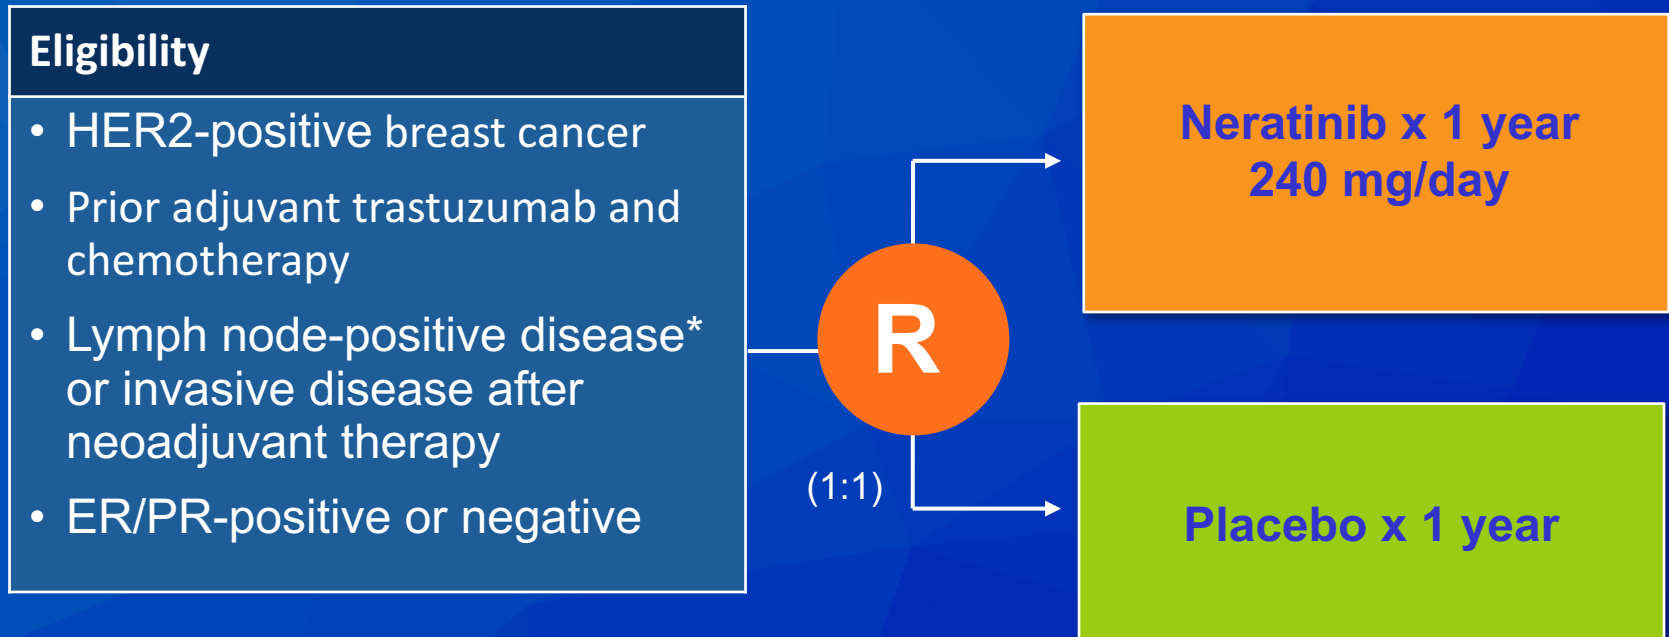 Eligibility
• HER2-positive breast cancer
• Prior adjuvant trastuzumab and
chemotherapy
• Lymph node-positive disease*
or invasive disease after
neoadjuvant therapy
• ER/PR-positive or negative
R
(1:1)
Neratinib x 1 year
240 mg/day
Placebo x 1 year